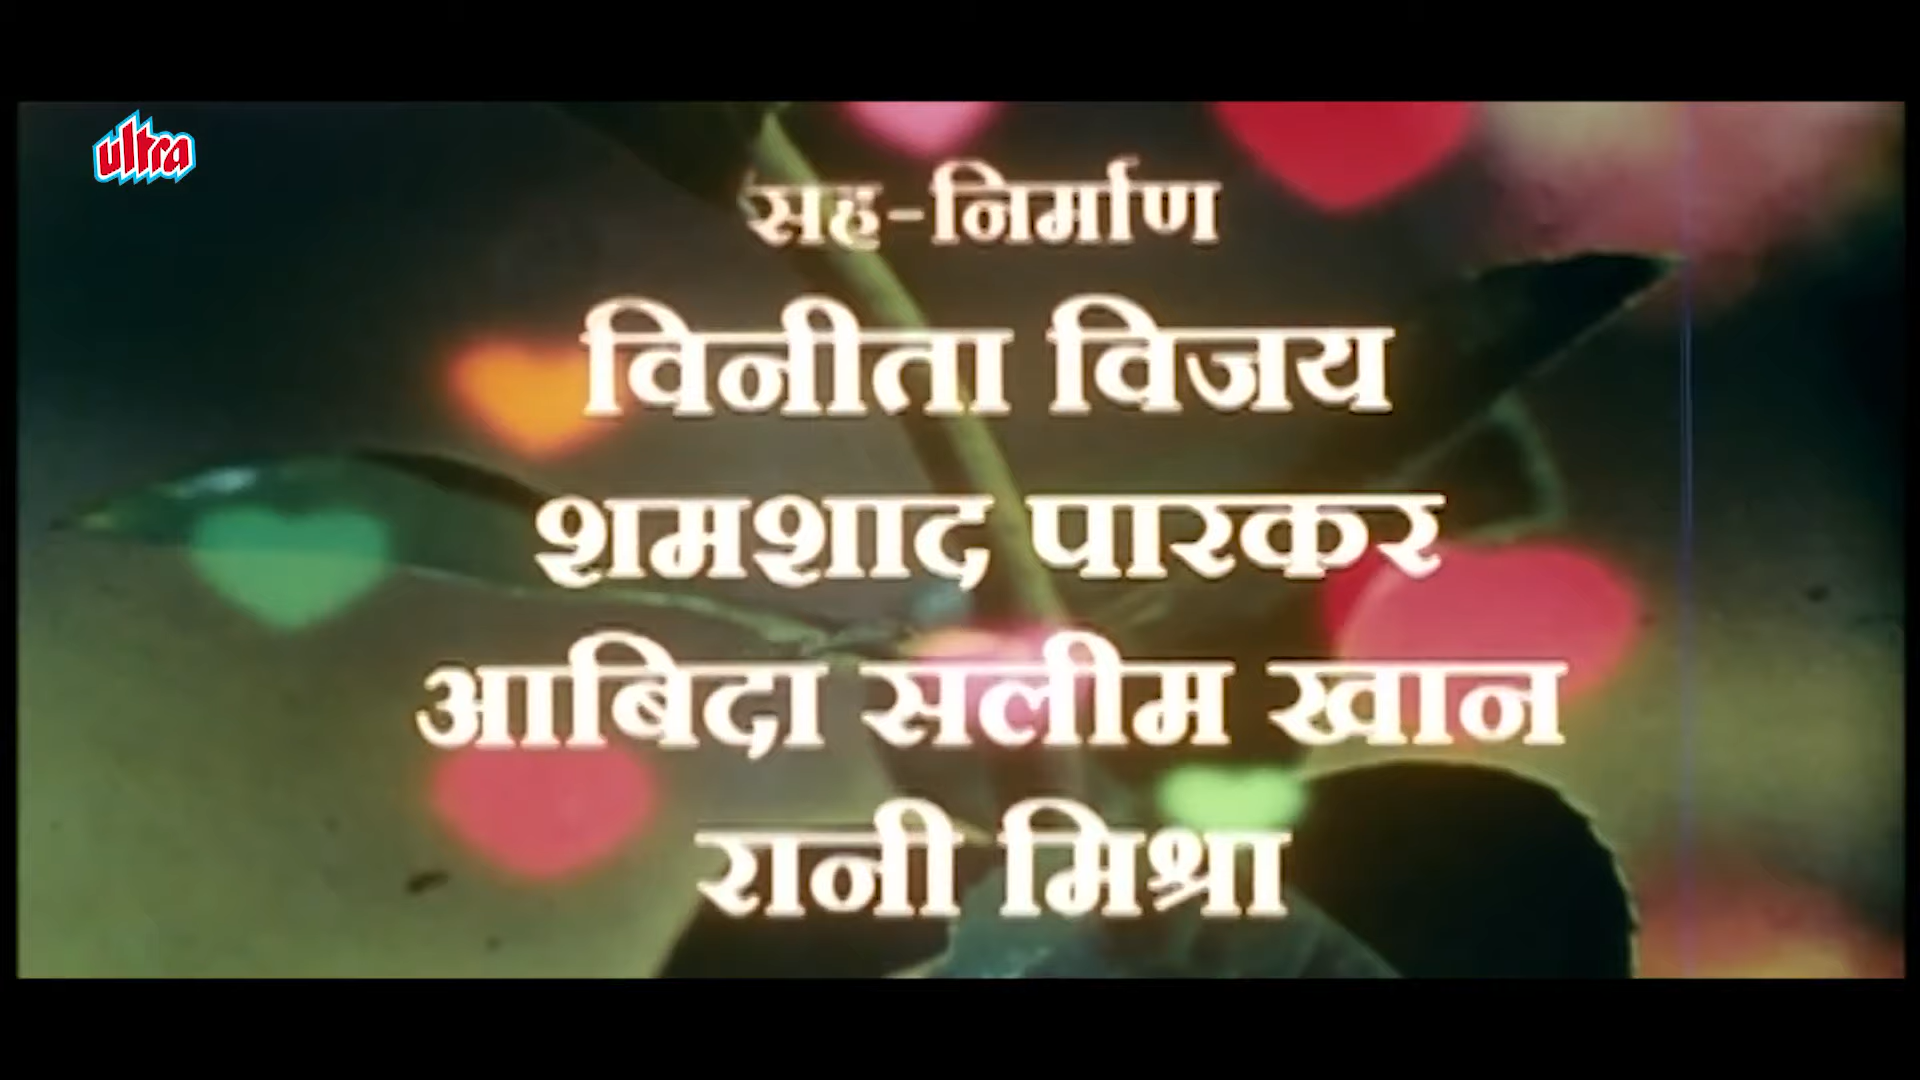 ultra
सह-निर्माण
विनीता विजय
शमशाद पारकर
आबिदा सलीम खान
रानी मिश्रा